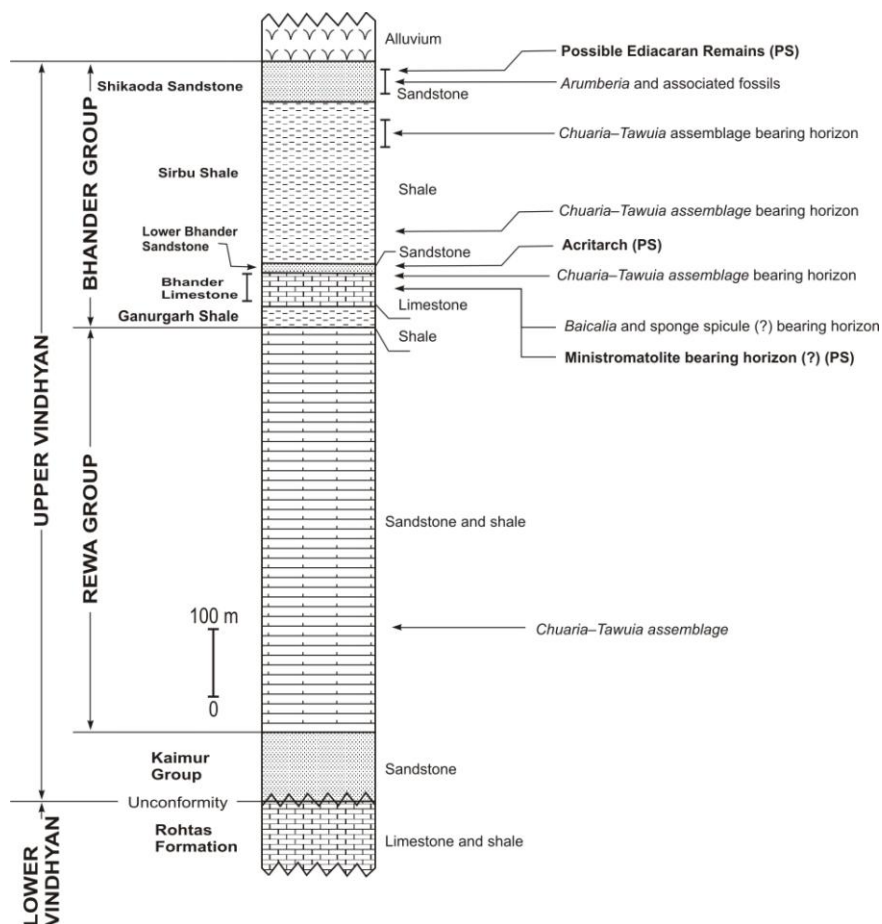 Alluvium
Possible Ediacaran Remains (PS)
Shikaoda Sandstone
Arumberia and associated fossils
Sandstone
Chuaria–Tawuia assemblage bearing horizon
Sirbu Shale
Shale
Chuaria–Tawuia assemblage bearing horizon
Lower Bhander
Sandstone
Sandstone
Acritarch (PS)
Chuaria–Tawuia assemblage bearing horizon
Bhander
Limestone
Limestone
Ganurgarh Shale
Baicalia and sponge spicule (?) bearing horizon
Shale
Ministromatolite bearing horizon (?) (PS)
BHANDER GROUP
UPPER VINDHYAN
REWA GROUP
Sandstone and shale
100 m
0
Chuaria–Tawuia assemblage
Kaimur
Group
Sandstone
Unconformity
Rohtas
Formation
Limestone and shale
LOWER
VINDHYAN